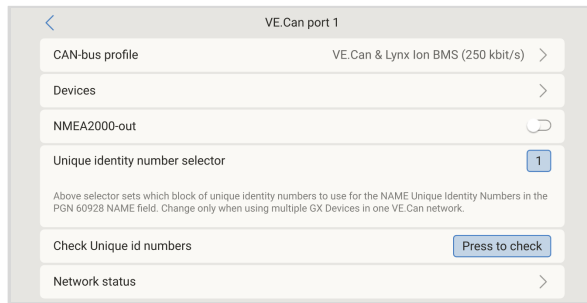 VE.Can port 1
CAN-bus profile VE.Can & Lynx Ion BMS (250 kbit/s)
Devices
NMEA2000-out
Unique identity number selector 1
Above selector sets which block of unique identity numbers to use for the NAME Unique Identity Numbers in the
PGN 60928 NAME field. Change only when using multiple GX Devices in one VE.Can network.
Check Unique id numbers Press to check
Network status